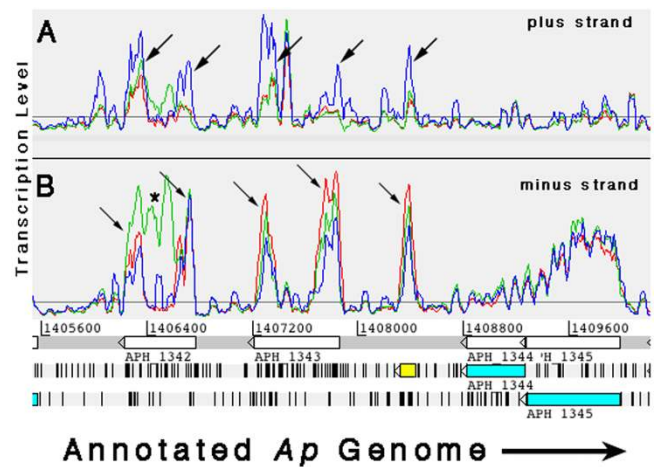 A
plus strand
Transcription Level
B
*
minus strand
1405600 1406400 1407200 1408000 1408800 1409600
APH 1342 APH 1343 APH 1344 'H 1345
APH 1344
APH 1345
Annotated Ap Genome